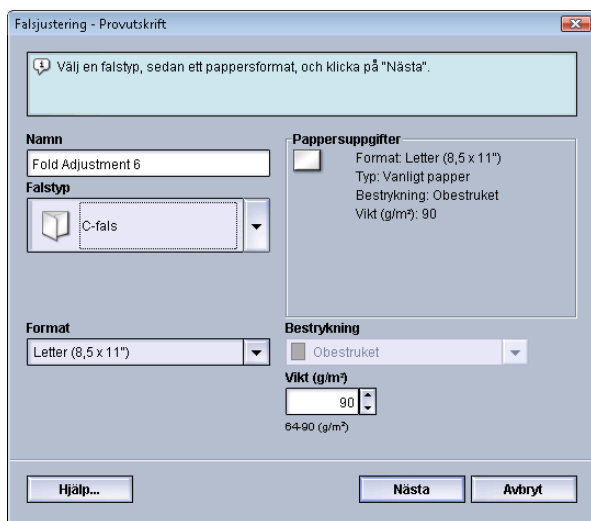 Falsjustering - Provutskrift
Välj en falstyp, sedan ett pappersformat, och klicka på "Nästa".
Namn
Fold Adjustment 6
Falstyp
C-fals
Pappersuppgifter
Format: Letter (8,5 x 11")
Typ: Vanligt papper
Bestrykning: Obestruket
Vikt (g/m²): 90
Format
Letter (8,5 x 11")
Bestrykning
Obestruket
Vikt (g/m²)
90
64-90 (g/m²)
Hjälp...
Nästa
Avbryt